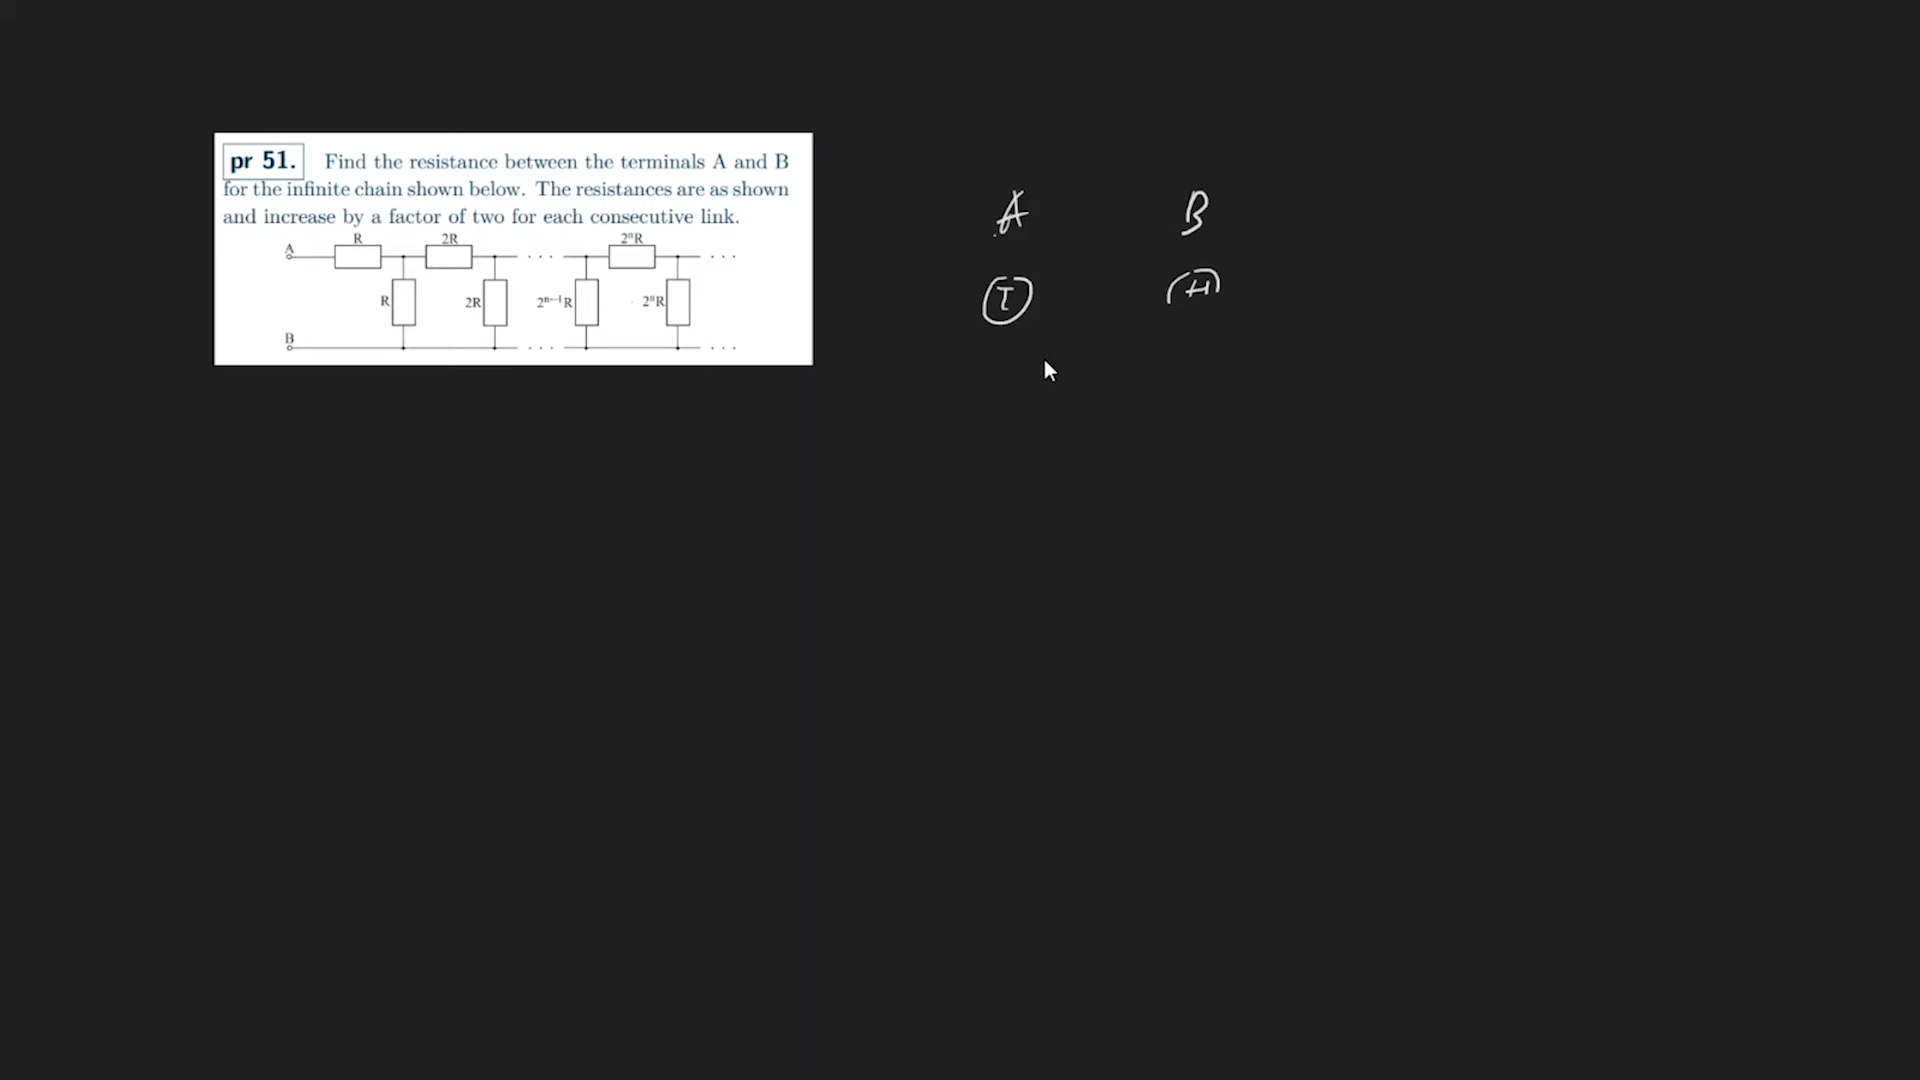 pr 51. Find the resistance between the terminals A and B
for the infinite chain shown below. The resistances are as shown
and increase by a factor of two for each consecutive link.
R 2R 2ⁿR
A
R 2R 2ⁿ⁻¹R 2ⁿR
B
A B
I H